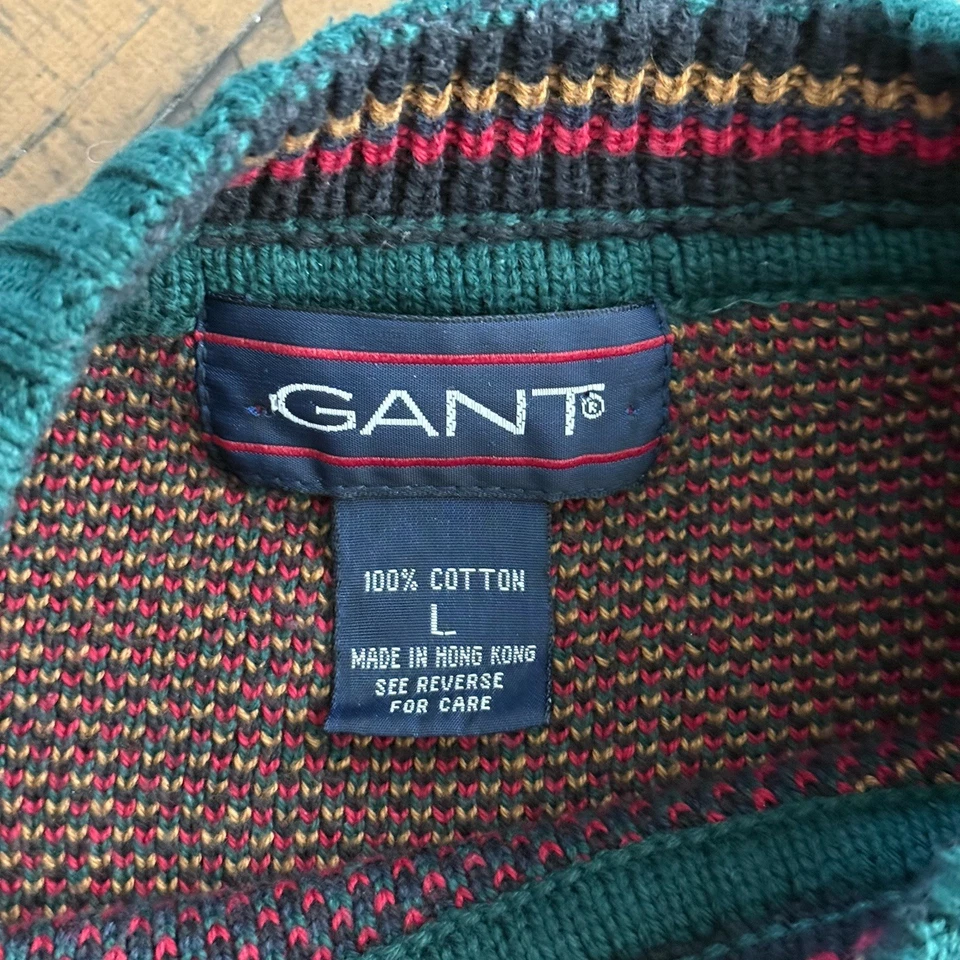 GANT®
100% COTTON
L
MADE IN HONG KONG
SEE REVERSE
FOR CARE